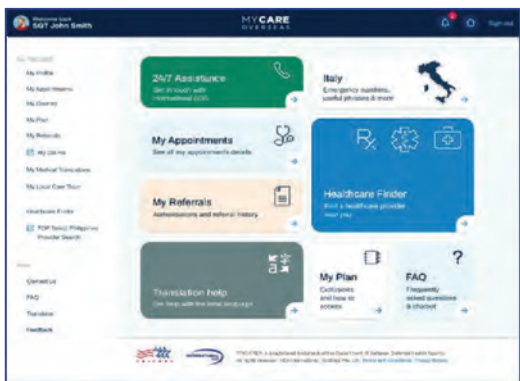 Welcome back
SGT John Smith
MYCARE
OVERSEAS
Sign out
My Profile
My Appointments
My Plan
My Referrals
My Claims
My Medical Translations
My Local Care Team
Healthcare Finder
TOP Select Philippines
Provider Search
Contact Us
FAQ
Translator
Feedback
24/7 Assistance
Get in touch with
International SOS
Italy
Emergency numbers,
useful phrases & more
My Appointments
See all my appointments details
Healthcare Finder
Find a healthcare provider
near you
My Referrals
Authorizations and referral history
Translation help
Get help with the local language
My Plan
Exclusions
and how to
access
FAQ
Frequently
asked questions
& chatbot
TRICARE